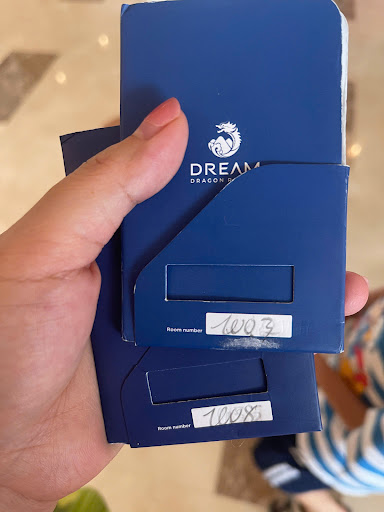 DREAM
DRAGON R
Room number 1003
Room number 1008